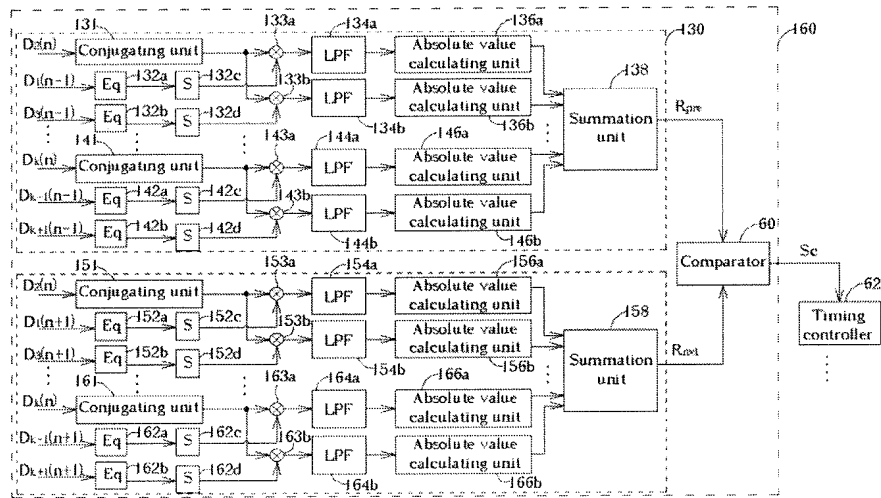 131 133a 134a 136a 130 160
D₂(n) Conjugating unit LPF Absolute value calculating unit
D₁(n-1) Eq 132a S 132c 133b 138
D₃(n-1) Eq 132b S 132d LPF Absolute value calculating unit
134b 136b
Summation unit Rpre
141 143a 144a 146a
Dk(n) Conjugating unit LPF Absolute value calculating unit
Dk-1(n-1) Eq 142a S 142c 143b
Dk+1(n-1) Eq 142b S 142d LPF Absolute value calculating unit
144b 146b
60
Comparator Sc
62
Timing controller
151 153a 154a 156a
D₂(n) Conjugating unit LPF Absolute value calculating unit
D₁(n+1) Eq 152a S 152c 153b 158
D₃(n+1) Eq 152b S 152d LPF Absolute value calculating unit
154b 156b
Summation unit Rnxt
161 163a 164a 166a
Dk(n) Conjugating unit LPF Absolute value calculating unit
Dk-1(n+1) Eq 162a S 162c 163b
Dk+1(n+1) Eq 162b S 162d LPF Absolute value calculating unit
164b 166b